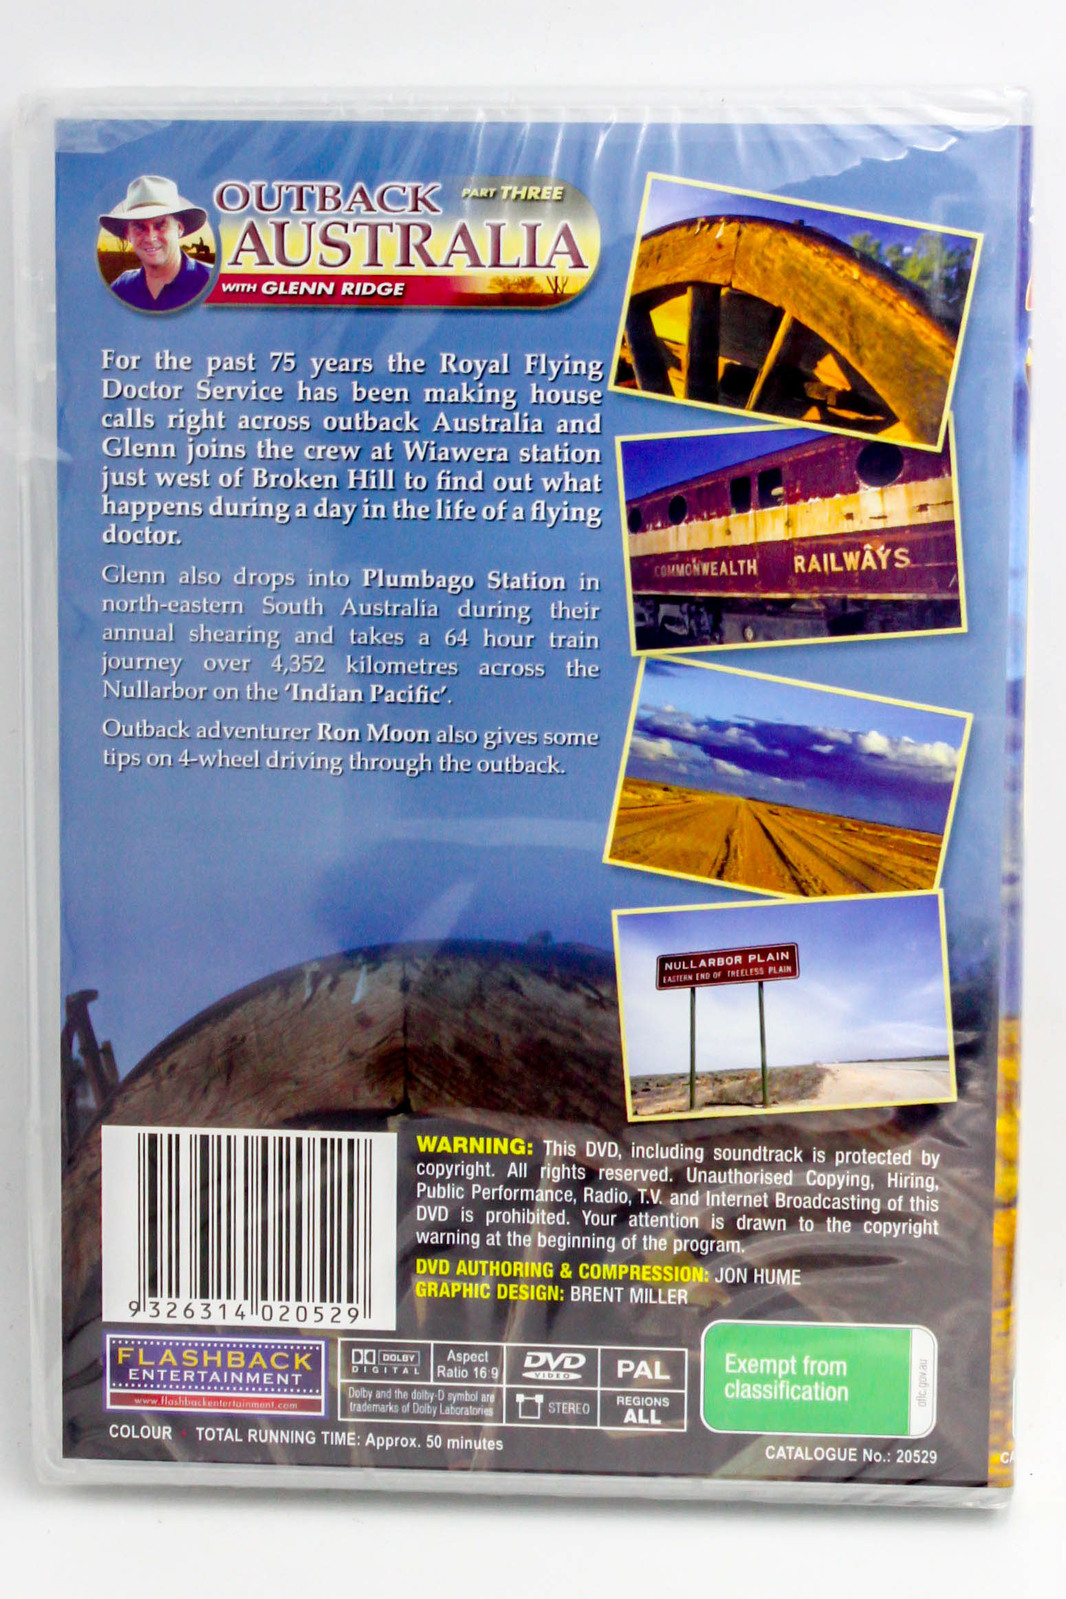 OUTBACK PART THREE
AUSTRALIA
WITH GLENN RIDGE
For the past 75 years the Royal Flying
Doctor Service has been making house
calls right across outback Australia and
Glenn joins the crew at Wiawera station
just west of Broken Hill to find out what
happens during a day in the life of a flying
doctor.
Glenn also drops into Plumbago Station in
north-eastern South Australia during their
annual shearing and takes a 64 hour train
journey over 4,352 kilometres across the
Nullarbor on the ‘Indian Pacific’.
Outback adventurer Ron Moon also gives some
tips on 4-wheel driving through the outback.
COMMONWEALTH RAILWAYS
NULLARBOR PLAIN
EASTERN END OF TREELESS PLAIN
WARNING: This DVD, including soundtrack is protected by
copyright. All rights reserved. Unauthorised Copying, Hiring,
Public Performance, Radio, T.V. and Internet Broadcasting of this
DVD is prohibited. Your attention is drawn to the copyright
warning at the beginning of the program.
DVD AUTHORING & COMPRESSION: JON HUME
GRAPHIC DESIGN: BRENT MILLER
9 326314 020529
FLASHBACK
ENTERTAINMENT
www.flashbackentertainment.com
DOLBY
DIGITAL
Aspect
Ratio 16:9
DVD
VIDEO
PAL
Dolby and the dolby-D symbol are
trademarks of Dolby Laboratories
STEREO
REGIONS
ALL
Exempt from
classification
oflc.gov.au
COLOUR • TOTAL RUNNING TIME: Approx. 50 minutes
CATALOGUE No.: 20529